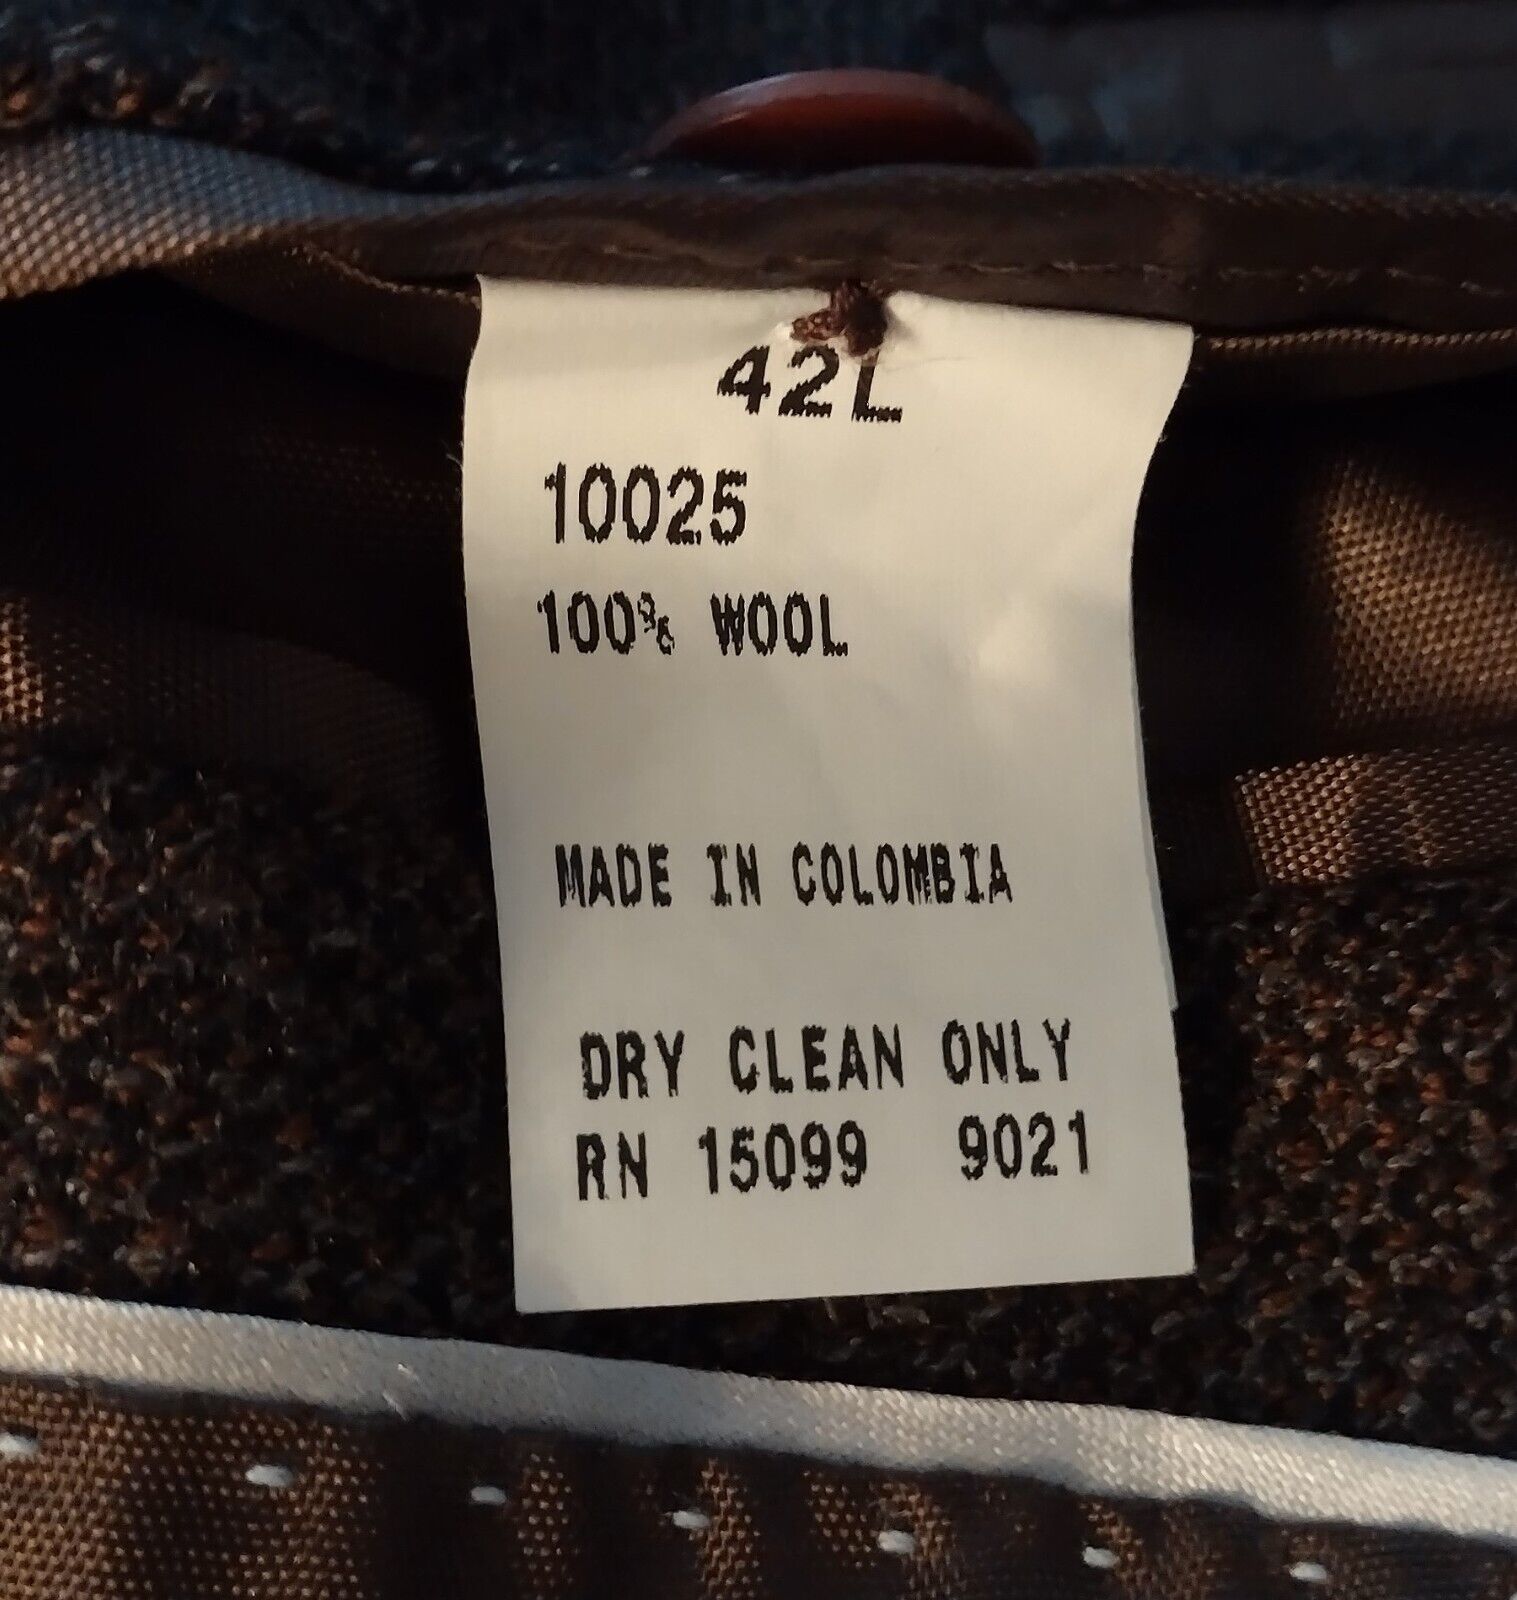 42L
10025
100% WOOL
MADE IN COLOMBIA
DRY CLEAN ONLY
RN 15099 9021